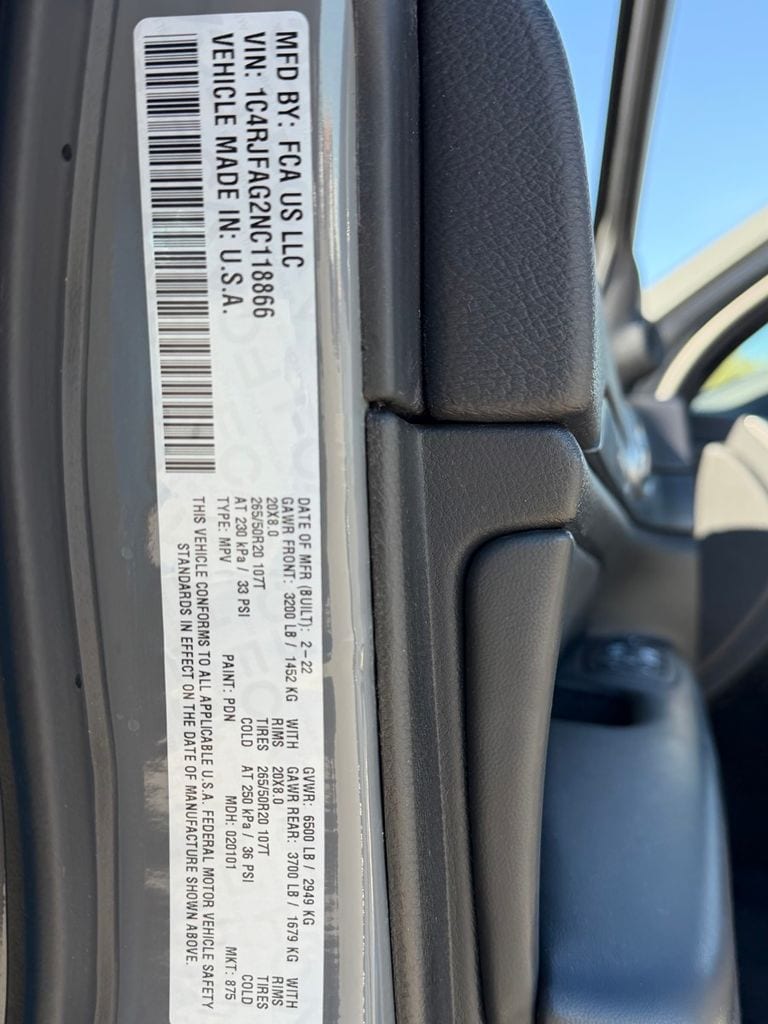 MFD BY: FCA US LLC
VIN: 1C4RJFAG2NC118866
VEHICLE MADE IN: U.S.A.
DATE OF MFR (BUILT): 2-22 GVWR: 6500 LB / 2949 KG
GAWR FRONT: 3200 LB / 1452 KG WITH GAWR REAR: 3700 LB / 1679 KG WITH
20X8.0 RIMS 20X8.0 RIMS
265/50R20 107T TIRES 265/50R20 107T TIRES
AT 230 kPa / 33 PSI COLD AT 250 kPa / 36 PSI COLD
TYPE: MPV PAINT: PDN MDH: 020101 MKT: 875
THIS VEHICLE CONFORMS TO ALL APPLICABLE U.S.A. FEDERAL MOTOR VEHICLE SAFETY
STANDARDS IN EFFECT ON THE DATE OF MANUFACTURE SHOWN ABOVE.